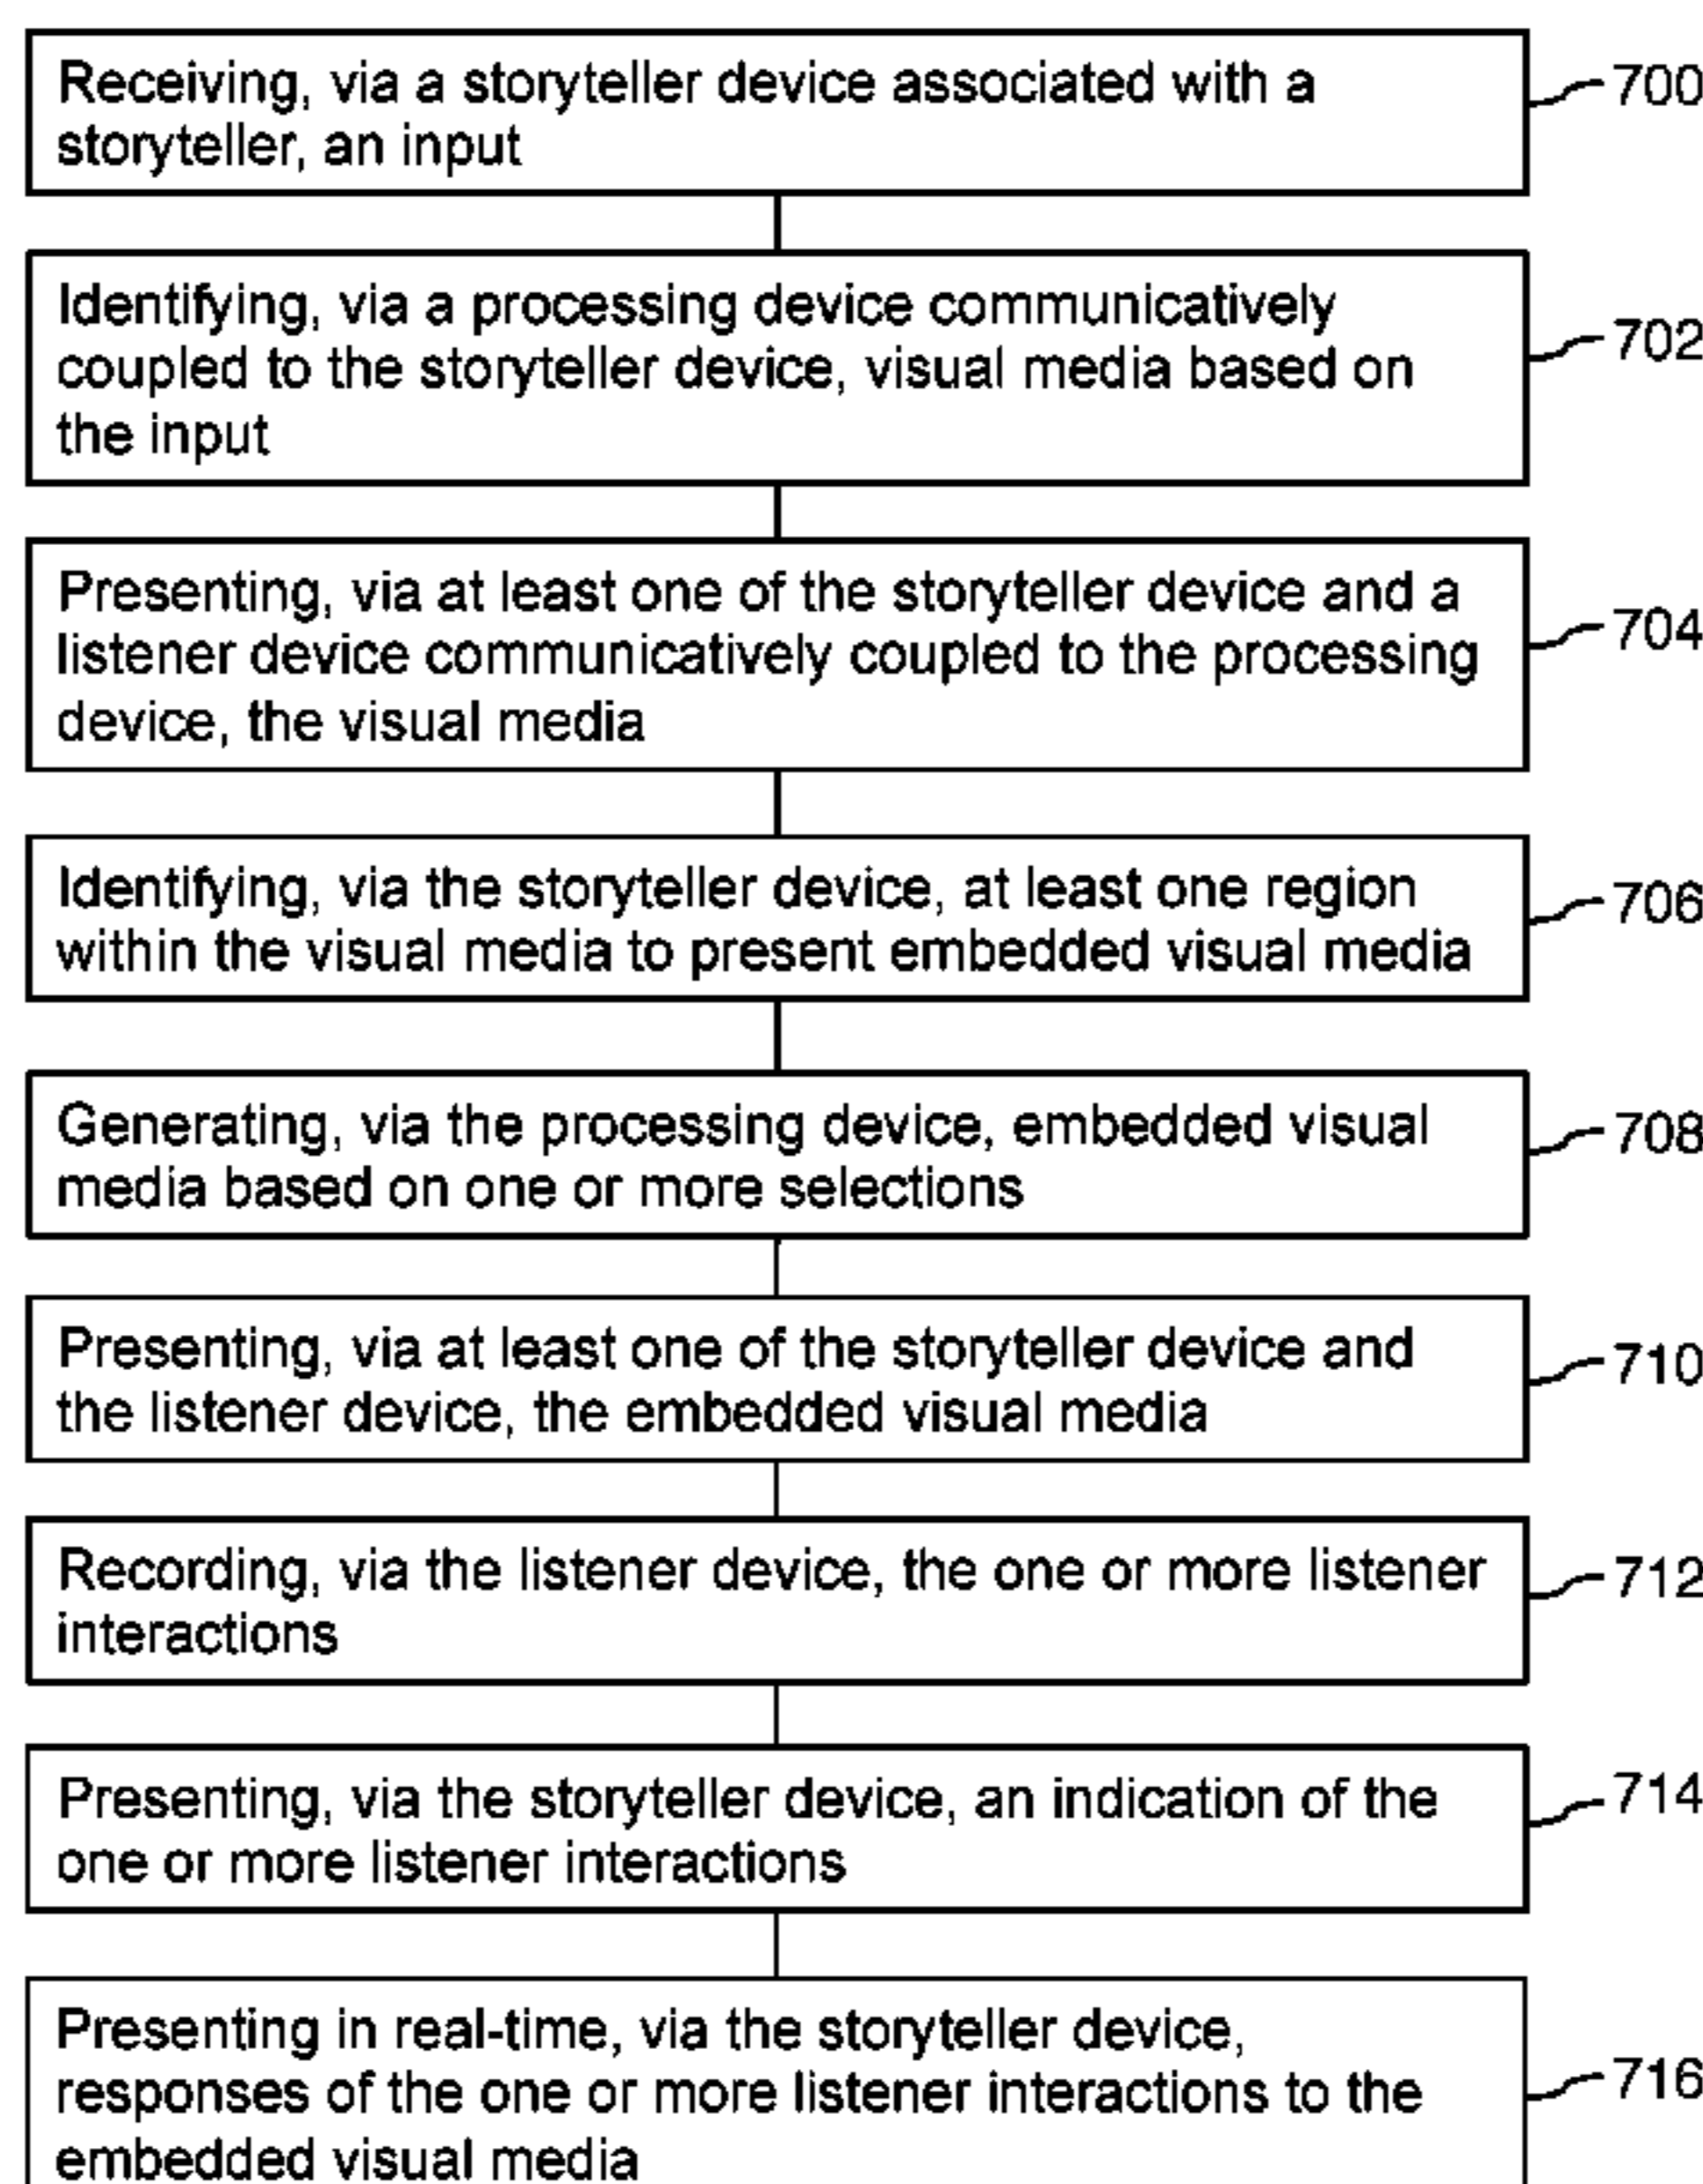 Receiving, via a storyteller device associated with a
storyteller, an input
700
Identifying, via a processing device communicatively
coupled to the storyteller device, visual media based on
the input
702
Presenting, via at least one of the storyteller device and a
listener device communicatively coupled to the processing
device, the visual media
704
Identifying, via the storyteller device, at least one region
within the visual media to present embedded visual media
706
Generating, via the processing device, embedded visual
media based on one or more selections
708
Presenting, via at least one of the storyteller device and
the listener device, the embedded visual media
710
Recording, via the listener device, the one or more listener
interactions
712
Presenting, via the storyteller device, an indication of the
one or more listener interactions
714
Presenting in real-time, via the storyteller device,
responses of the one or more listener interactions to the
embedded visual media
716